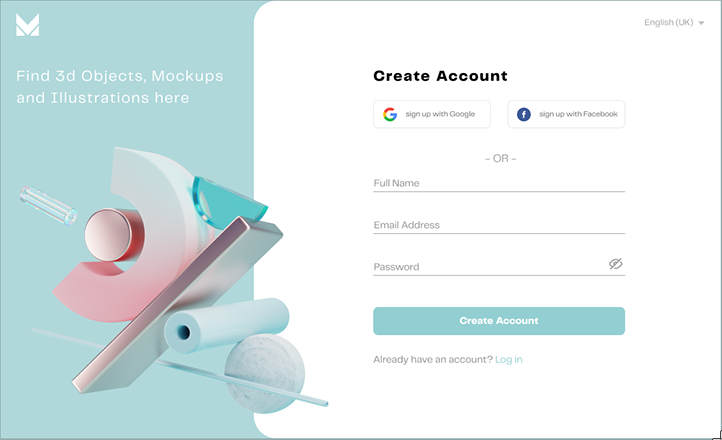 English (UK)
Find 3d Objects, Mockups
and Illustrations here
Create Account
sign up with Google
sign up with Facebook
- OR -
Full Name
Email Address
Password
Create Account
Already have an account? Log in